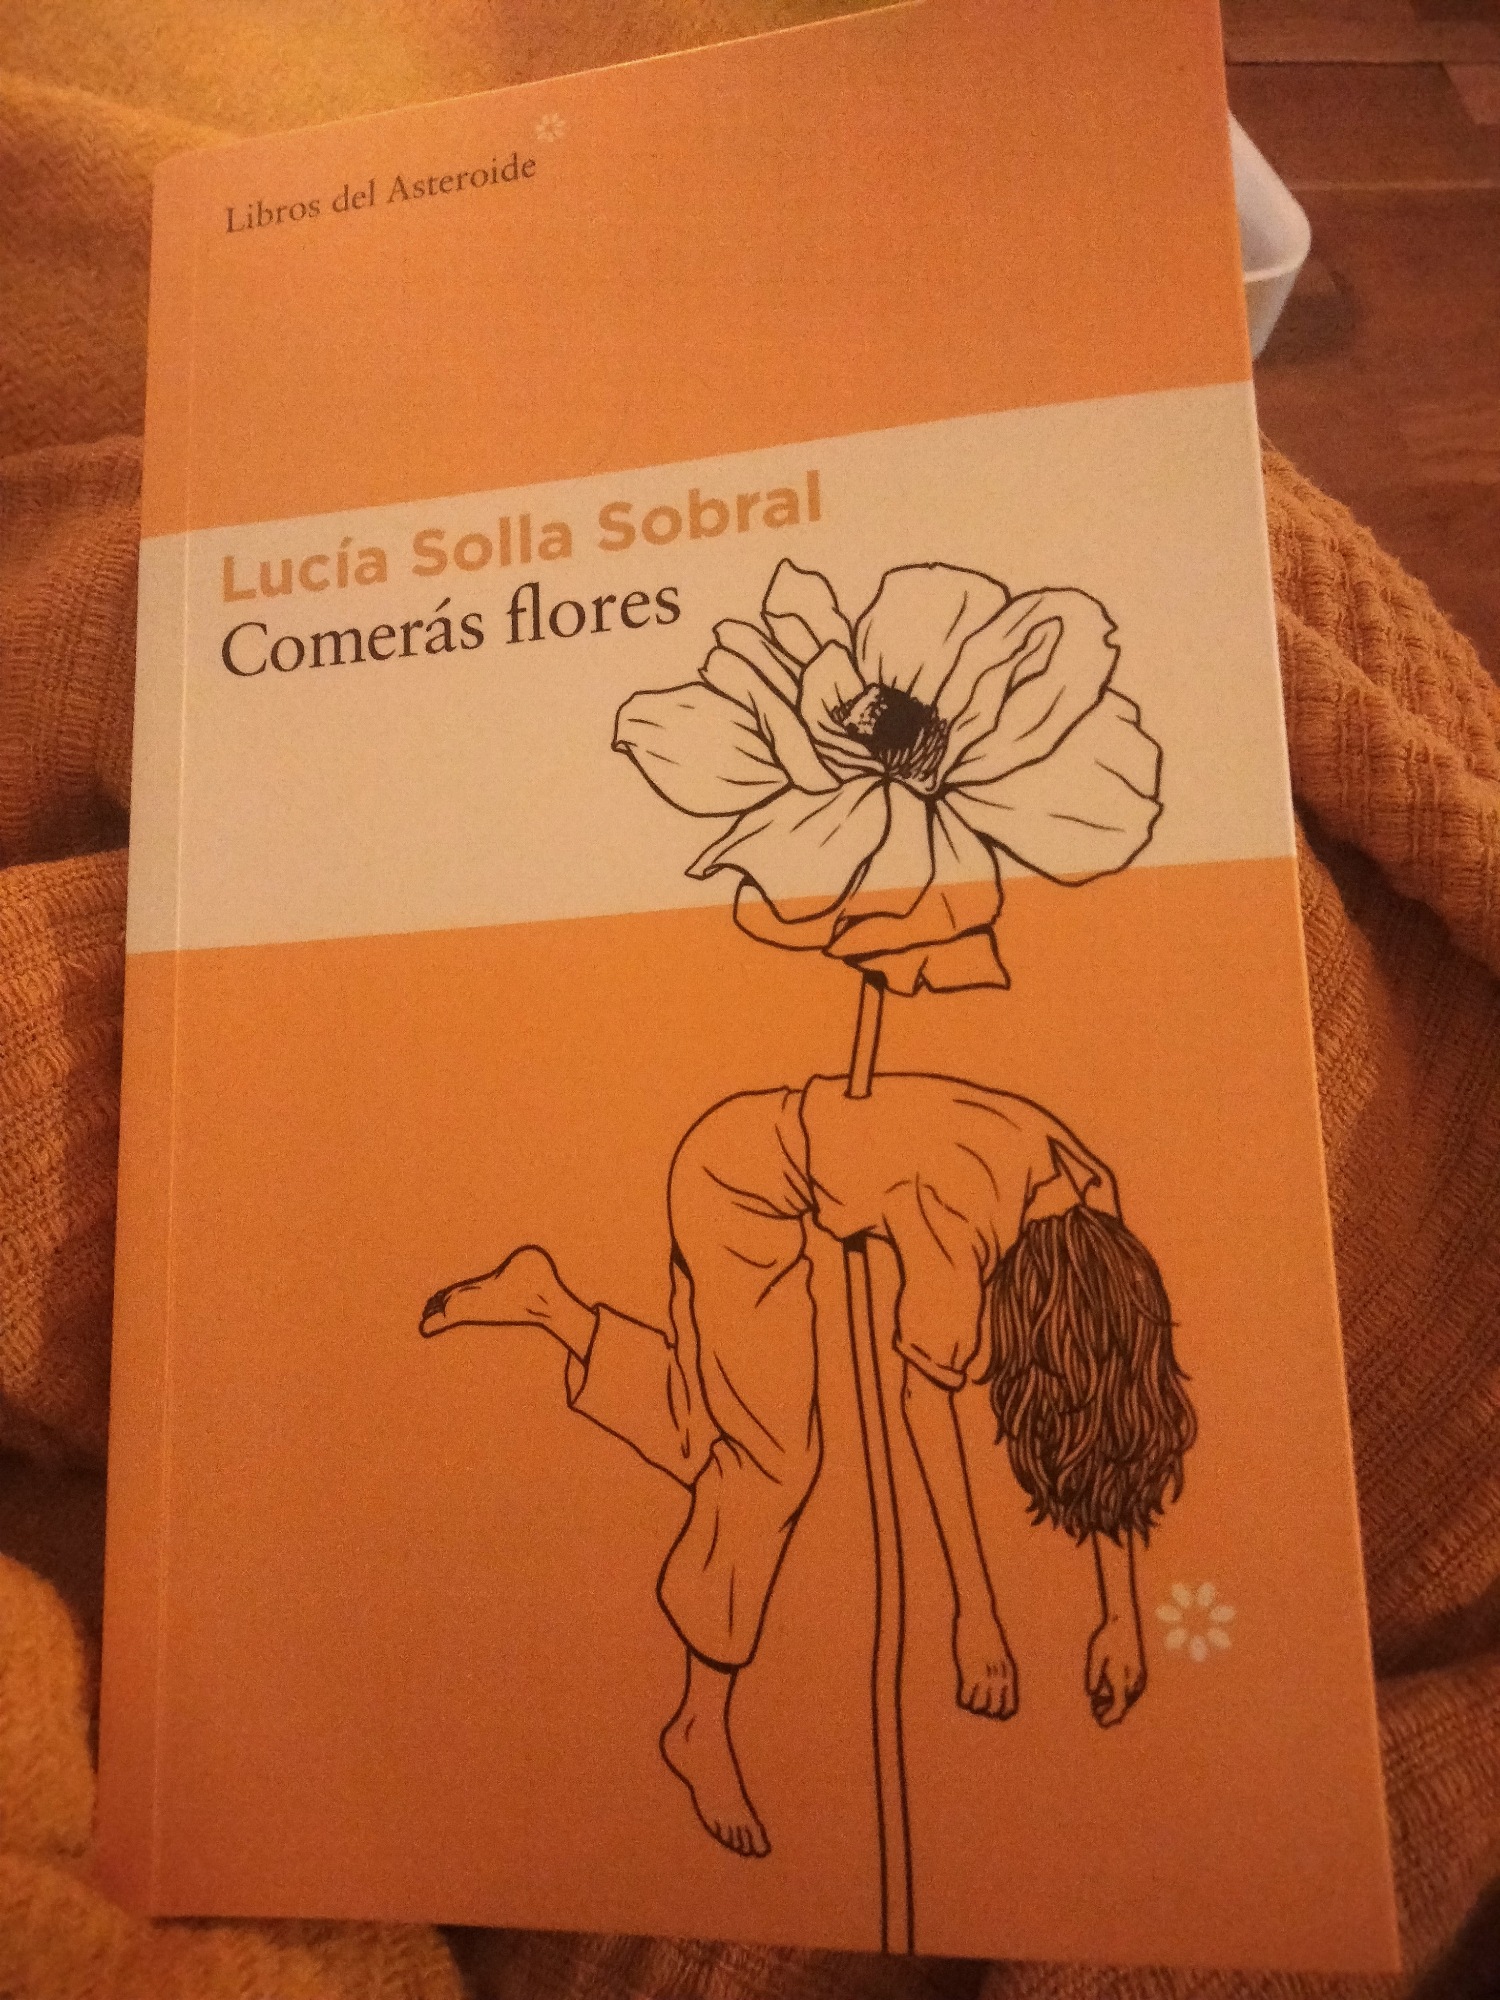 Libros del Asteroide
Lucía Solla Sobral
Comerás flores